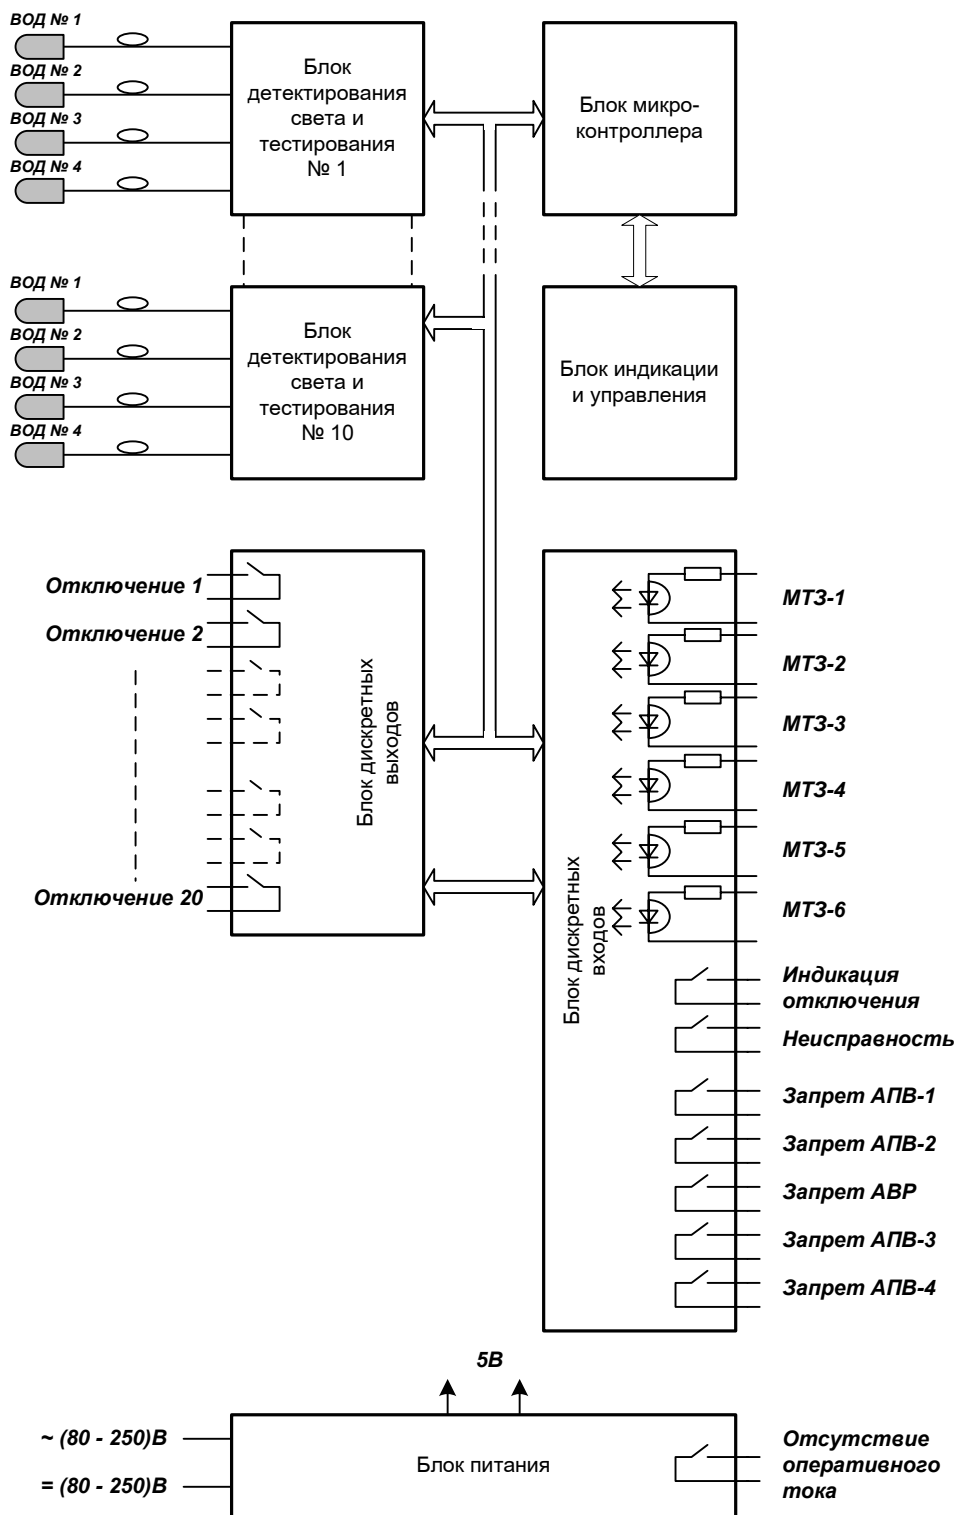 ВОД № 1
ВОД № 2
ВОД № 3
ВОД № 4
Блок
детектирования
света и
тестирования
№ 1
Блок микро-
контроллера
ВОД № 1
ВОД № 2
ВОД № 3
ВОД № 4
Блок
детектирования
света и
тестирования
№ 10
Блок индикации
и управления
Отключение 1
Отключение 2
Отключение 20
Блок дискретных
выходов
Блок дискретных
входов
МТЗ-1
МТЗ-2
МТЗ-3
МТЗ-4
МТЗ-5
МТЗ-6
Индикация
отключения
Неисправность
Запрет АПВ-1
Запрет АПВ-2
Запрет АВР
Запрет АПВ-3
Запрет АПВ-4
5В
~ (80 - 250)В
= (80 - 250)В
Блок питания
Отсутствие
оперативного
тока